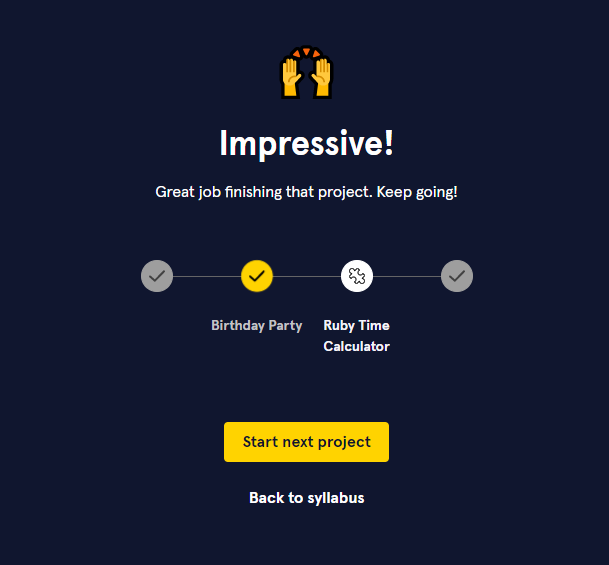 Impressive!
Great job finishing that project. Keep going!
Birthday Party
Ruby Time
Calculator
Start next project
Back to syllabus